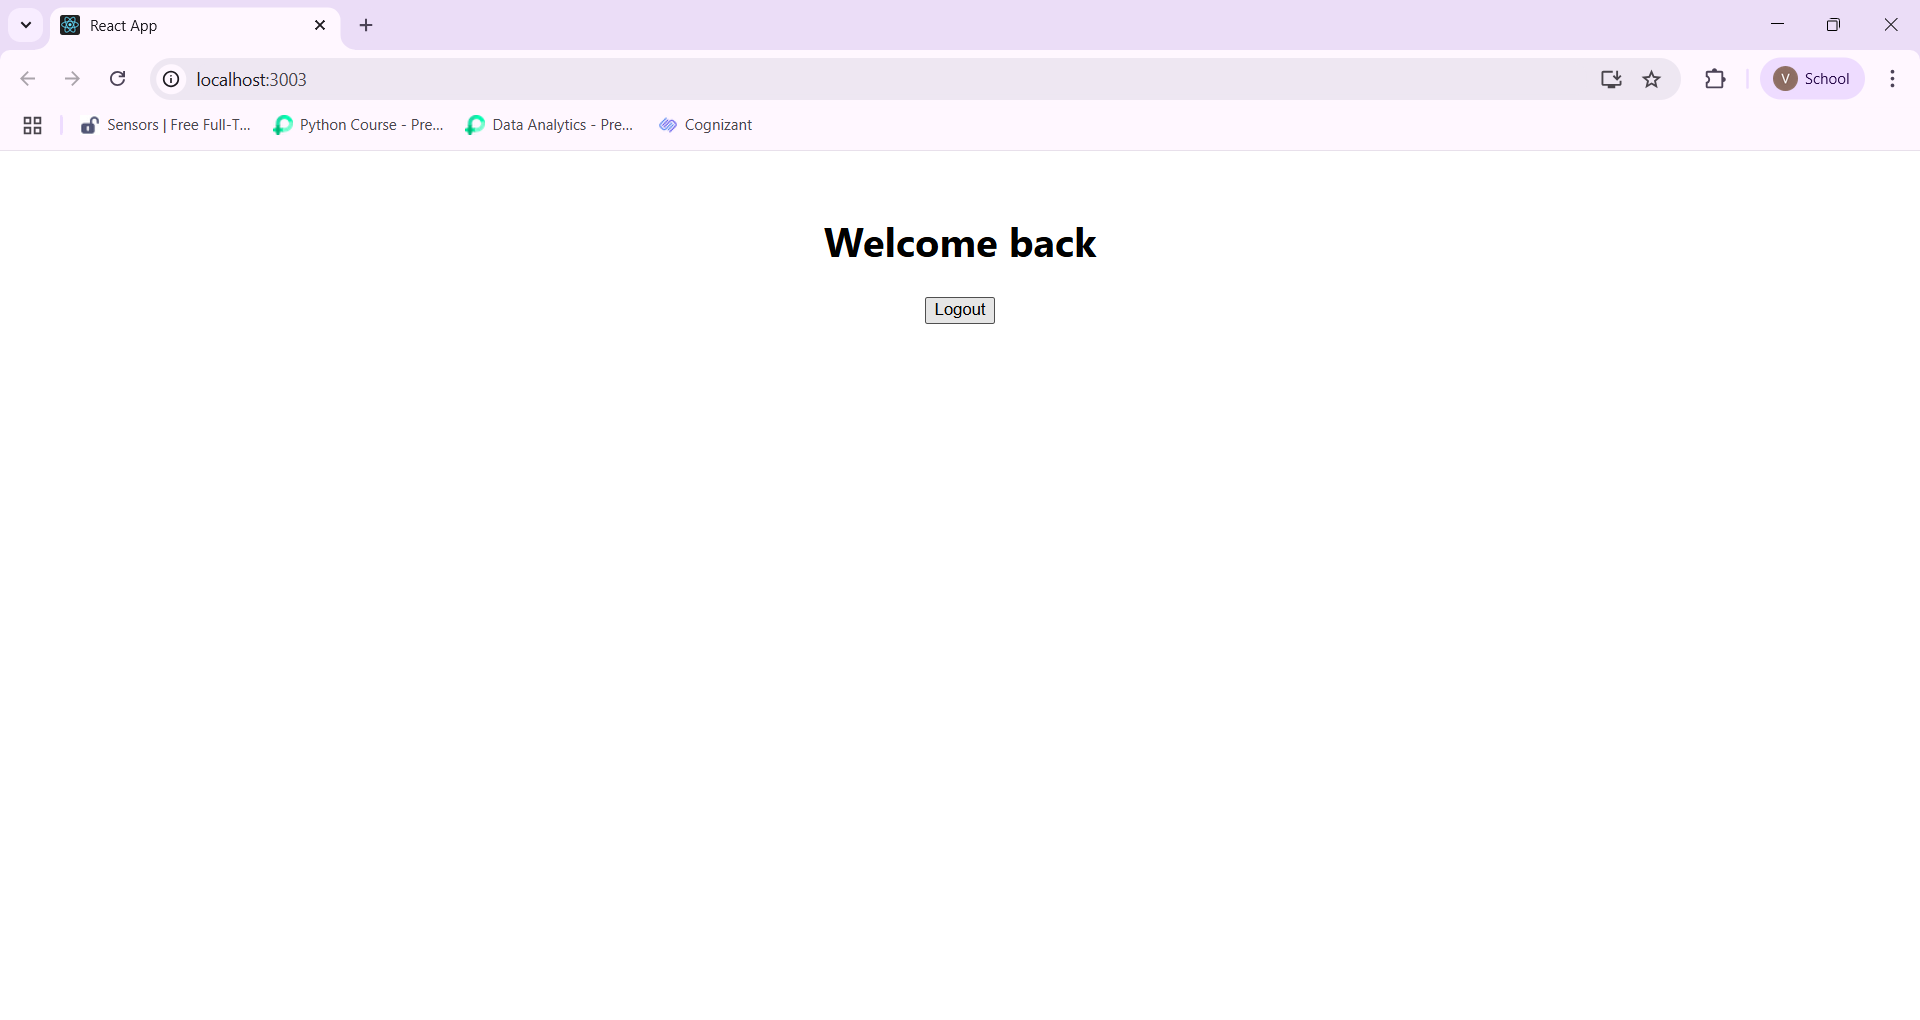 React App
localhost:3003
V School
Sensors | Free Full-T... Python Course - Pre... Data Analytics - Pre... Cognizant
Welcome back
Logout